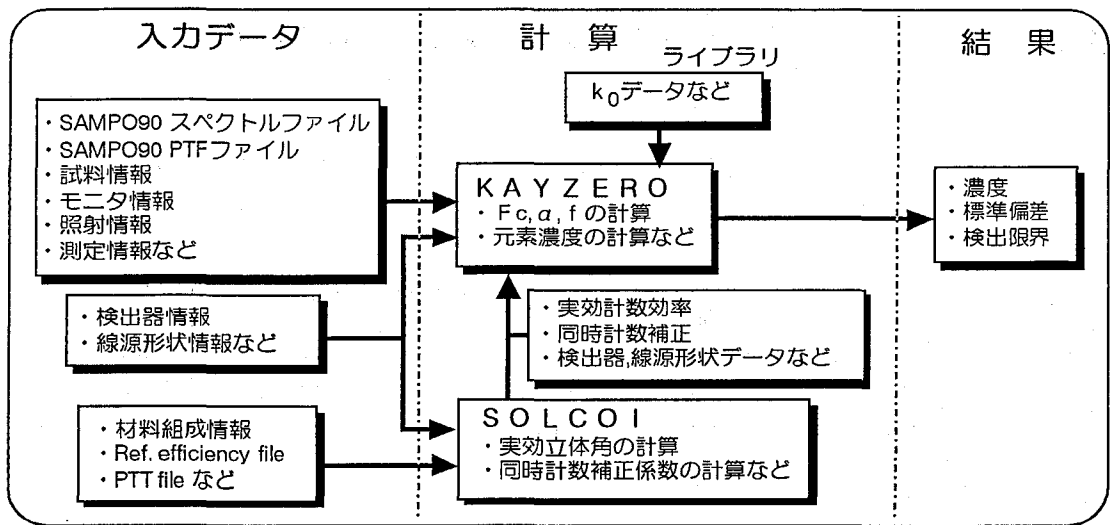 入力データ
・SAMPO90 スペクトルファイル
・SAMPO90 PTFファイル
・試料情報
・モニタ情報
・照射情報
・測定情報など
・検出器情報
・線源形状情報など
・材料組成情報
・Ref. efficiency file
・PTT file など
計 算
ライブラリ
k₀データなど
KAYZERO
・Fc,α,f の計算
・元素濃度の計算など
・実効計数効率
・同時計数補正
・検出器,線源形状データなど
SOLCOI
・実効立体角の計算
・同時計数補正係数の計算など
結 果
・濃度
・標準偏差
・検出限界